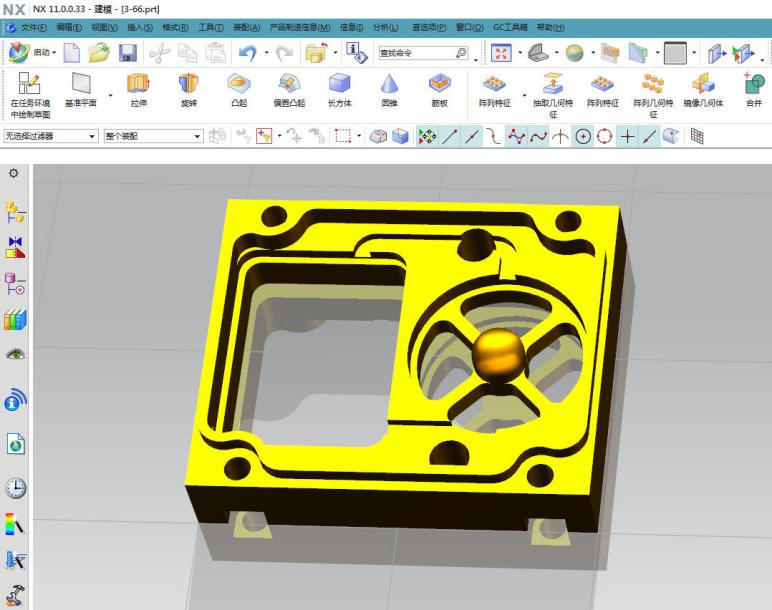 NX NX 11.0.0.33 - 建模 - [3-66.prt]
文件(F) 编辑(E) 视图(V) 插入(S) 格式(R) 工具(T) 装配(A) 产品制造信息(M) 信息(I) 分析(L) 首选项(P) 窗口(O) GC工具箱 帮助(H)
启动 查找命令
在任务环境中绘制草图 基准平面 拉伸 旋转 凸起 偏置凸起 长方体 圆锥 筋板 阵列特征 抽取几何特征 阵列特征 阵列几何特征 镜像几何体 合并
无选择过滤器 整个装配